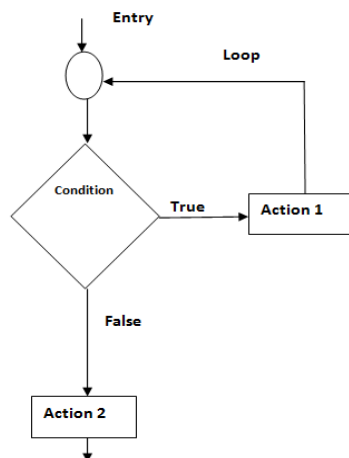 Entry
Loop
Condition
True
Action 1
False
Action 2